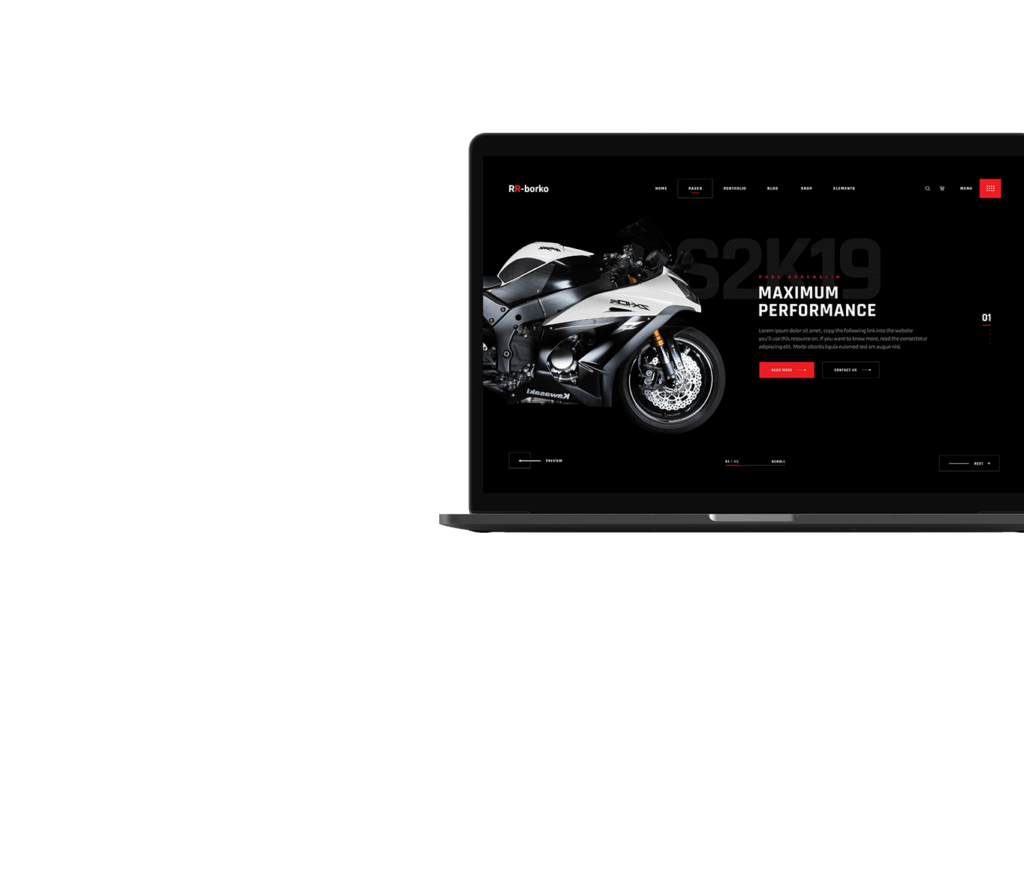 RR-borko
HOME PAGES PORTFOLIO BLOG SHOP ELEMENTS
MENU
S2K19
PURE ADRENALIN
MAXIMUM
PERFORMANCE
Lorem ipsum dolor sit amet, copy the following link into the website
you'll use this resource on. If you want to know more, read the consectetur
adipiscing elit. Morbi obortis ligula euismod sed am augue nisl.
READ MORE
CONTACT US
01
Kawasaki
PREVIEW
01 / 05 SCROLL
NEXT